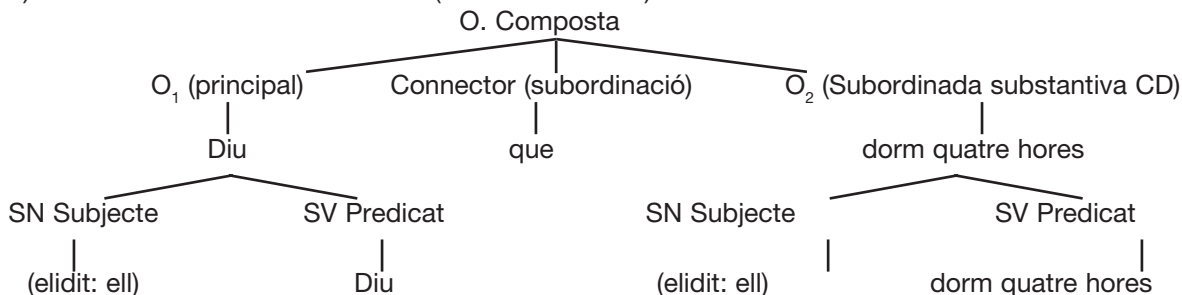 O. Composta
O₁ (principal) Connector (subordinació) O₂ (Subordinada substantiva CD)
Diu que dorm quatre hores
SN Subjecte SV Predicat SN Subjecte SV Predicat
(elidit: ell) Diu (elidit: ell) dorm quatre hores